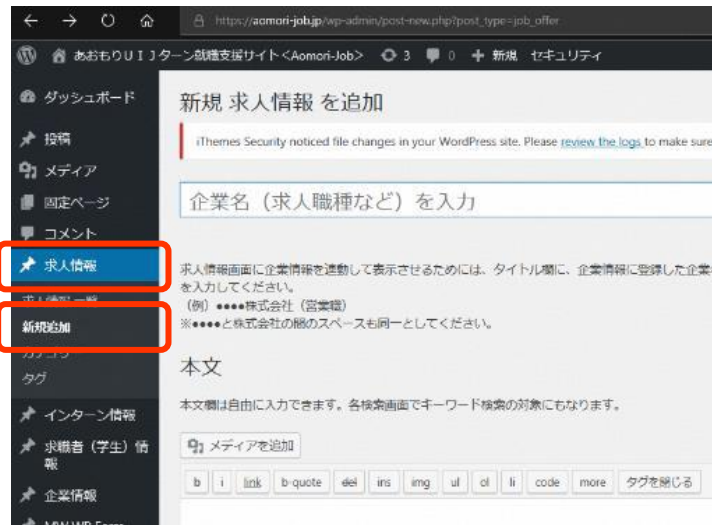 https://aomori-job.jp/wp-admin/post-new.php?post_type=job_offer
あおもりUIJターン就職支援サイト＜Aomori-Job＞ 3 0 新規 セキュリティ
ダッシュボード
投稿
メディア
固定ページ
コメント
求人情報
求人情報一覧
新規追加
カテゴリ
タグ
インターン情報
求職者（学生）情
報
企業情報
MW WP Form
新規 求人情報 を追加
iThemes Security noticed file changes in your WordPress site. Please review the logs to make sure
企業名（求人職種など）を入力
求人情報画面に企業情報を連動して表示させるためには、タイトル欄に、企業情報に登録した企業
を入力してください。
（例）●●●●株式会社（営業職）
※●●●●と株式会社の間のスペースも同一としてください。
本文
本文欄は自由に入力できます。各検索画面でキーワード検索の対象にもなります。
メディアを追加
b i link b-quote del ins img ul ol li code more タグを閉じる